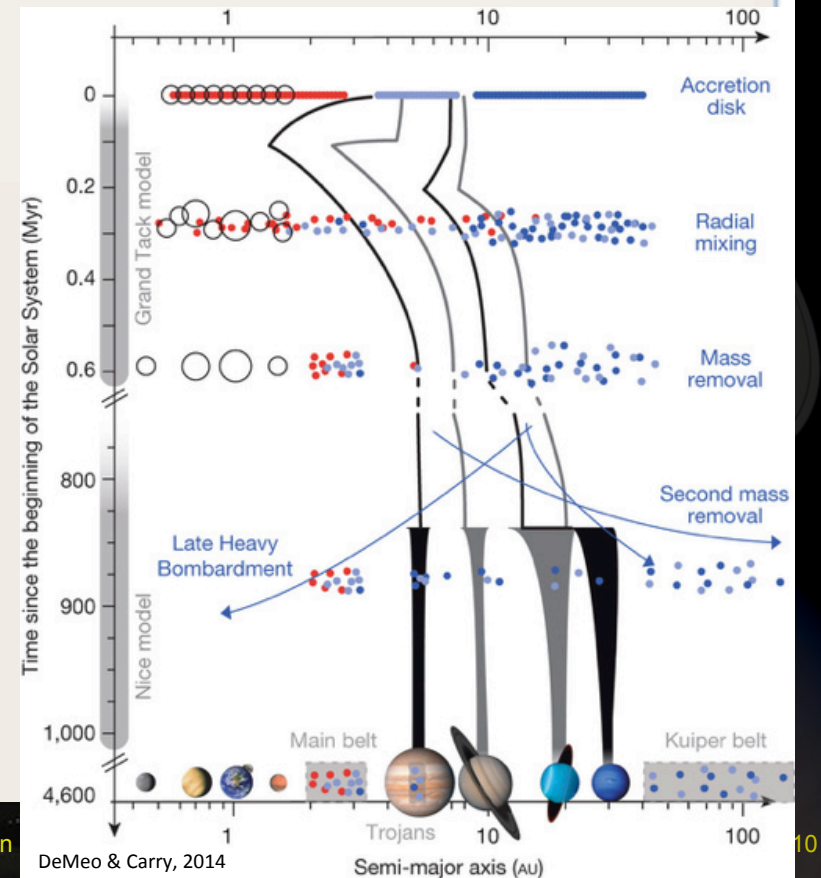 1
10
100
0
Accretion
disk
0.2
Radial
mixing
Grand Tack model
0.4
Time since the beginning of the Solar System (Myr)
0.6
Mass
removal
800
Second mass
removal
Late Heavy
Bombardment
900
Nice model
1,000
Main belt
Kuiper belt
4,600
1
10
100
Trojans
Semi-major axis (AU)
DeMeo & Carry, 2014
n
10